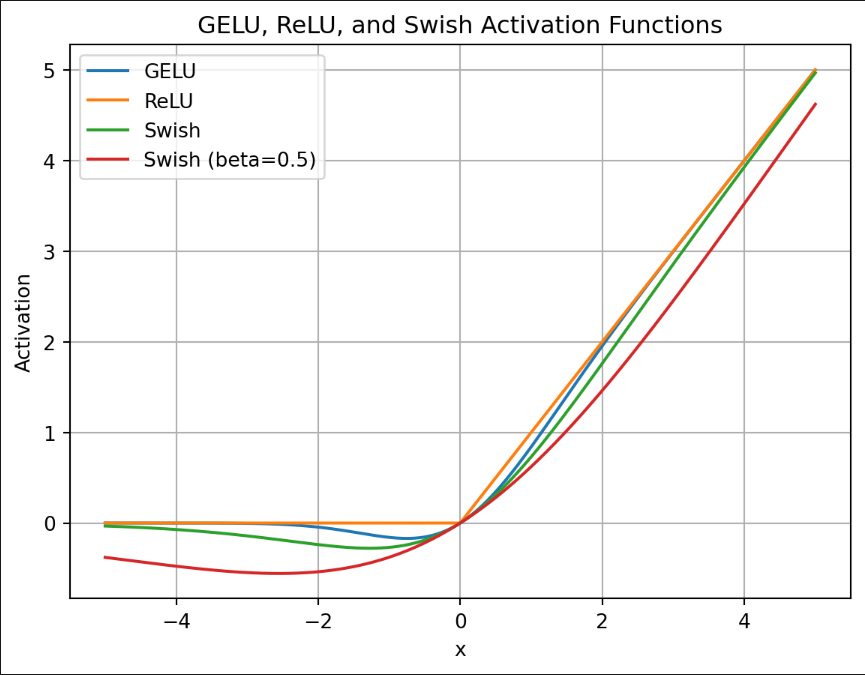 GELU, ReLU, and Swish Activation Functions
GELU
ReLU
Swish
Swish (beta=0.5)
5
4
3
2
1
0
Activation
−4 −2 0 2 4
x